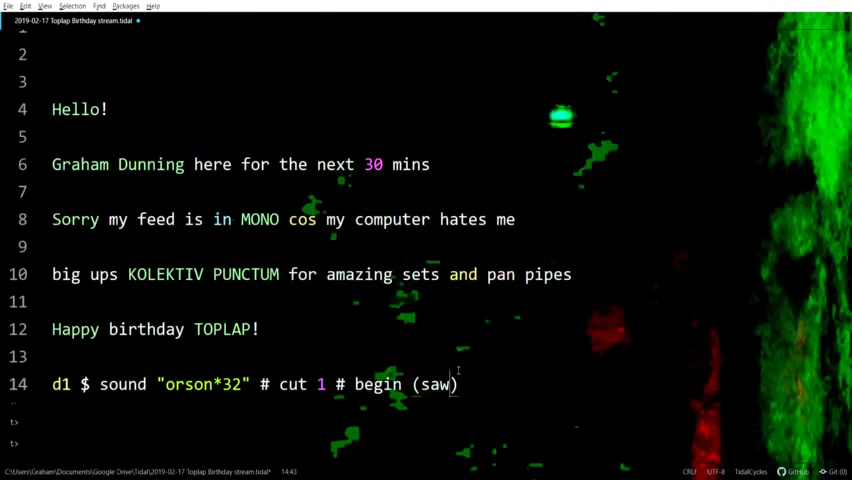 File Edit View Selection Find Packages Help
2019-02-17 Toplap Birthday stream.tidal
1
2
3
4 Hello!
5
6 Graham Dunning here for the next 30 mins
7
8 Sorry my feed is in MONO cos my computer hates me
9
10 big ups KOLEKTIV PUNCTUM for amazing sets and pan pipes
11
12 Happy birthday TOPLAP!
13
14 d1 $ sound "orson*32" # cut 1 # begin (saw)
t>
t>
C:\Users\Graham\Documents\Google Drive\Tidal\2019-02-17 Toplap Birthday stream.tidal* 14:43 CRLF UTF-8 TidalCycles GitHub Git (0)